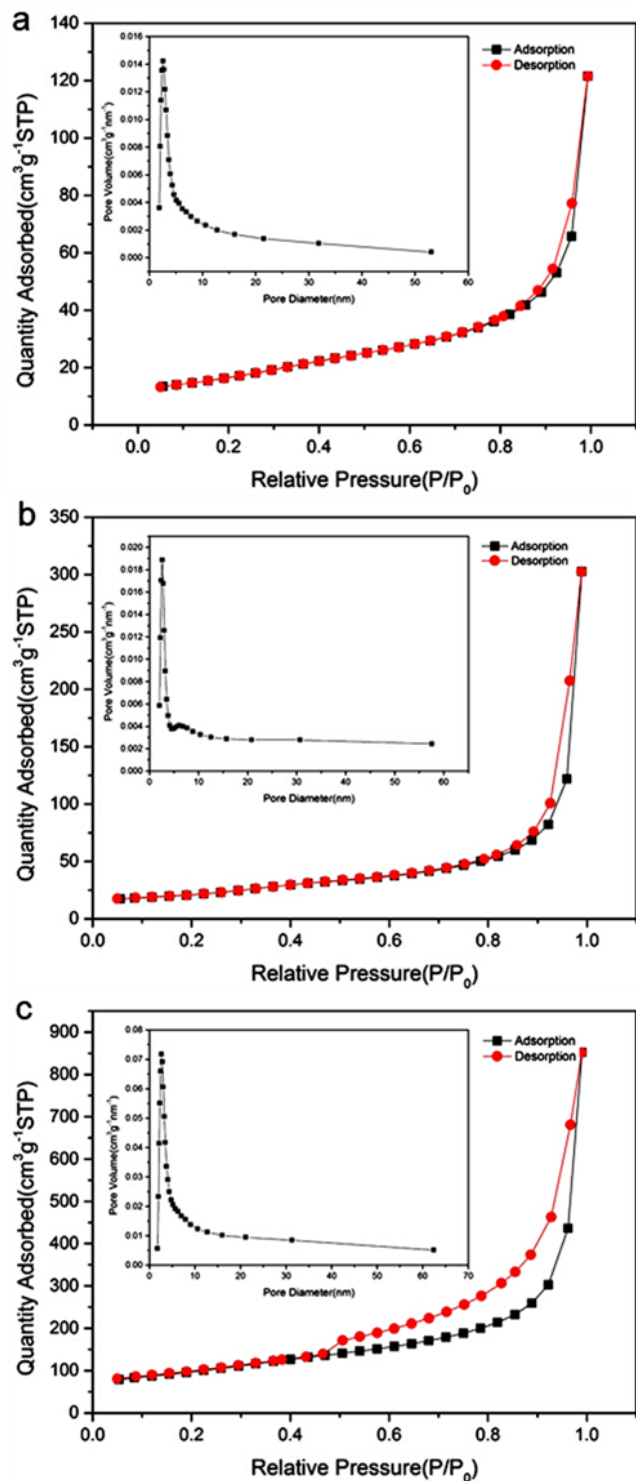 a
Quantity Adsorbed(cm³g⁻¹STP)
140
120
100
80
60
40
20
0
0.0 0.2 0.4 0.6 0.8 1.0
Relative Pressure(P/P₀)
Adsorption
Desorption
Pore Volume(cm³g⁻¹nm⁻¹)
0.016
0.014
0.012
0.010
0.008
0.006
0.004
0.002
0.000
0 10 20 30 40 50 60
Pore Diameter(nm)
b
Quantity Adsorbed(cm³g⁻¹STP)
350
300
250
200
150
100
50
0
0.0 0.2 0.4 0.6 0.8 1.0
Relative Pressure(P/P₀)
Adsorption
Desorption
Pore Volume(cm³g⁻¹nm⁻¹)
0.020
0.018
0.016
0.014
0.012
0.010
0.008
0.006
0.004
0.002
0.000
0 10 20 30 40 50 60
Pore Diameter(nm)
c
Quantity Adsorbed(cm³g⁻¹STP)
900
800
700
600
500
400
300
200
100
0
0.0 0.2 0.4 0.6 0.8 1.0
Relative Pressure(P/P₀)
Adsorption
Desorption
Pore Volume(cm³g⁻¹nm⁻¹)
0.08
0.07
0.06
0.05
0.04
0.03
0.02
0.01
0.00
0 10 20 30 40 50 60 70
Pore Diameter(nm)